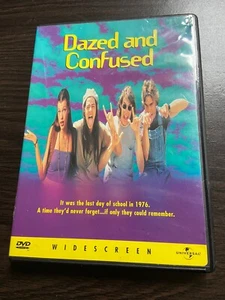 Dazed and
Confused
It was the last day of school in 1976.
A time they'd never forget...if only they could remember.
DVD
WIDESCREEN
UNIVERSAL